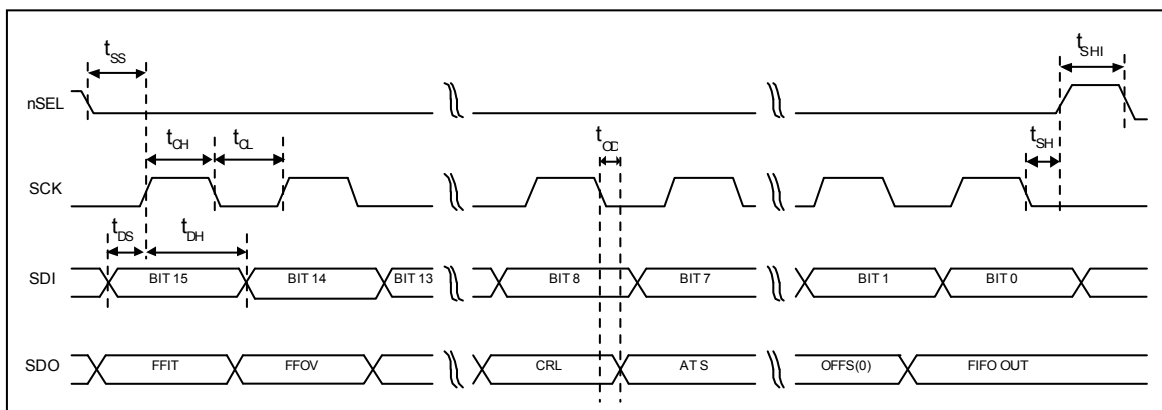 tSS
tSHI
nSEL
tCH
tCL
tOD
tSH
SCK
tDS
tDH
SDI
BIT 15
BIT 14
BIT 13
BIT 8
BIT 7
BIT 1
BIT 0
SDO
FFIT
FFOV
CRL
ATS
OFFS(0)
FIFO OUT